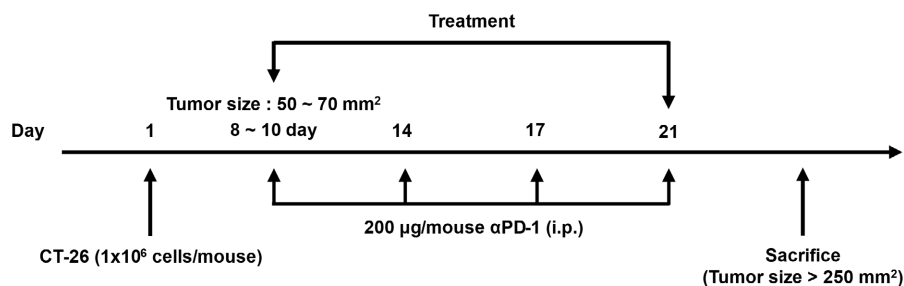 Treatment
Tumor size : 50 ~ 70 mm²
Day 1 8 ~ 10 day 14 17 21
200 μg/mouse αPD-1 (i.p.)
CT-26 (1x10⁶ cells/mouse)
Sacrifice
(Tumor size > 250 mm²)